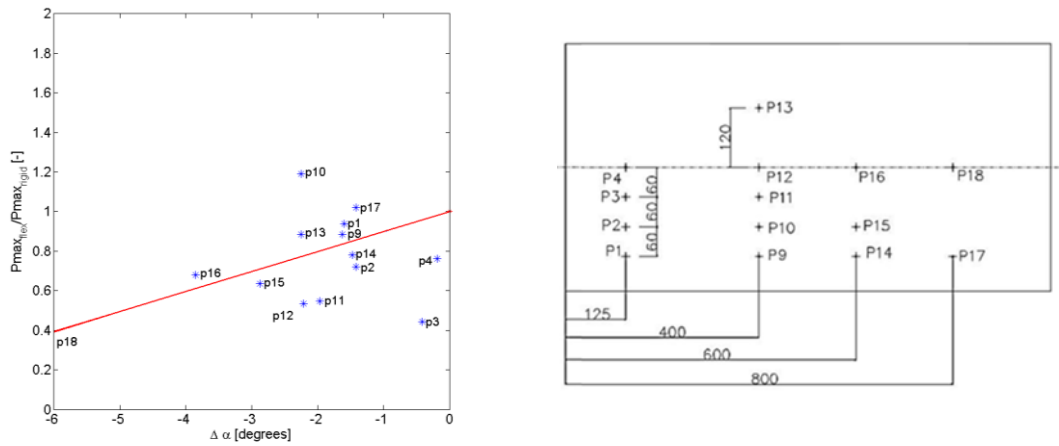 2
1.8
1.6
1.4
1.2
1
0.8
0.6
0.4
0.2
0
-6 -5 -4 -3 -2 -1 0
Pmax_flex/Pmax_rigid [-]
Δ α [degrees]
p10
p17
p1
p13 p9
p14
p4
p16 p2
p15
p11
p12
p3
p18
P13
120
P4 P12 P16 P18
60
P3 P11
60
P2 P10 P15
60
P1 P9 P14 P17
125
400
600
800